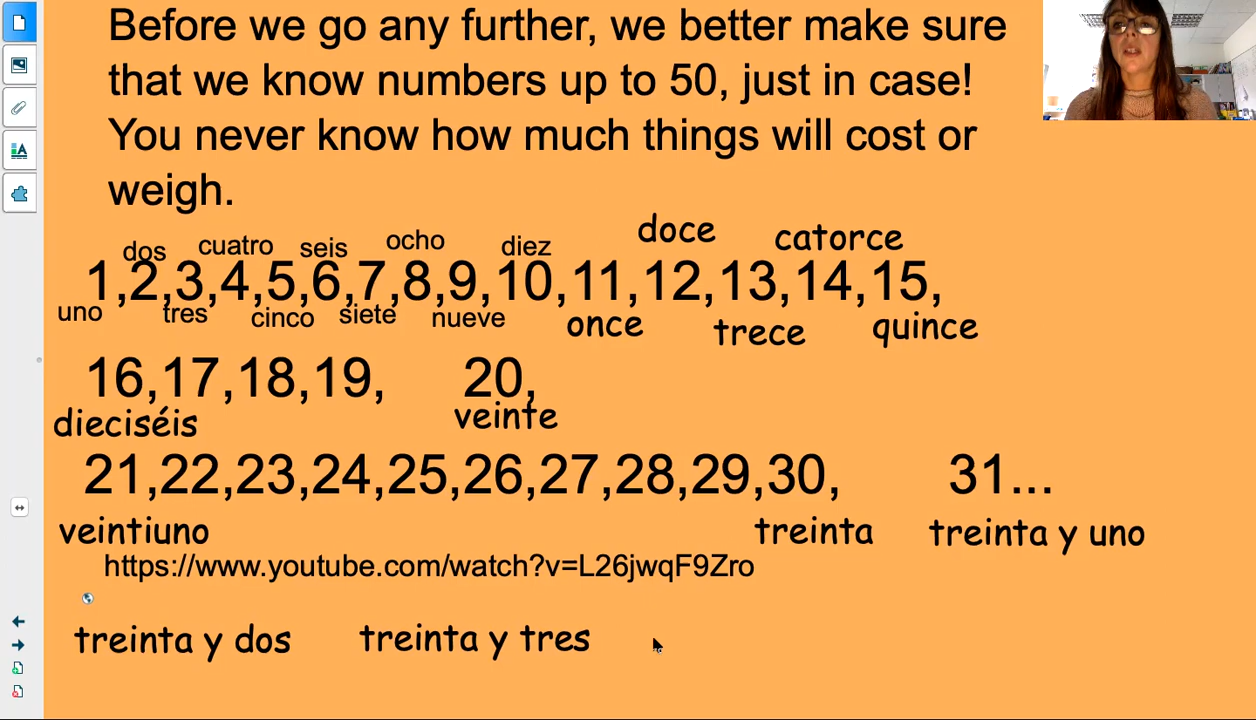 Before we go any further, we better make sure
that we know numbers up to 50, just in case!
You never know how much things will cost or
weigh.
dos cuatro seis ocho diez doce catorce
1,2,3,4,5,6,7,8,9,10,11,12,13,14,15,
uno tres cinco siete nueve once trece quince
16,17,18,19, 20,
dieciséis veinte
21,22,23,24,25,26,27,28,29,30, 31...
veintiuno treinta treinta y uno
https://www.youtube.com/watch?v=L26jwqF9Zro
treinta y dos treinta y tres